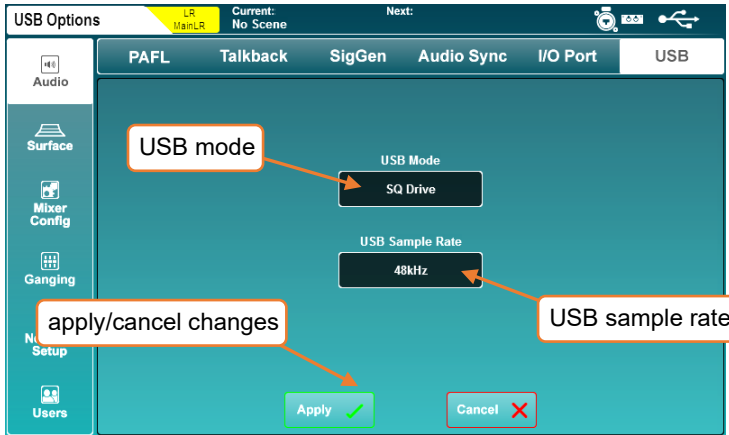 USB Options
LR
MainLR
Current:
No Scene
Next:
PAFL Talkback SigGen Audio Sync I/O Port USB
Audio
Surface
Mixer
Config
Ganging
Setup
Users
USB mode
USB Mode
SQ Drive
USB Sample Rate
48kHz
USB sample rate
apply/cancel changes
Apply
Cancel